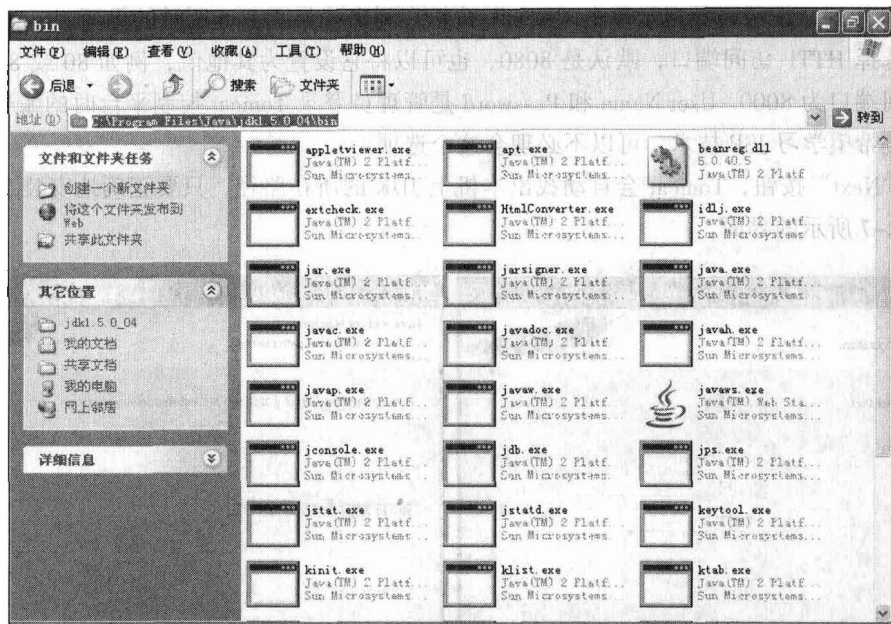 bin
文件(F) 编辑(E) 查看(V) 收藏(A) 工具(T) 帮助(H)
后退 搜索 文件夹
地址(D) C:\Program Files\Java\jdk1.5.0_04\bin 转到
文件和文件夹任务
创建一个新文件夹
将这个文件夹发布到
Web
共享此文件夹
其它位置
jdk1.5.0_04
我的文档
共享文档
我的电脑
网上邻居
详细信息
appletviewer.exe
Java(TM) 2 Platf...
Sun Microsystems...
apt.exe
Java(TM) 2 Platf...
Sun Microsystems...
beanreg.dll
5.0.40.5
Java(TM) 2 Platf...
extcheck.exe
Java(TM) 2 Platf...
Sun Microsystems...
HtmlConverter.exe
Java(TM) 2 Platf...
Sun Microsystems...
idlj.exe
Java(TM) 2 Platf...
Sun Microsystems...
jar.exe
Java(TM) 2 Platf...
Sun Microsystems...
jarsigner.exe
Java(TM) 2 Platf...
Sun Microsystems...
java.exe
Java(TM) 2 Platf...
Sun Microsystems...
javac.exe
Java(TM) 2 Platf...
Sun Microsystems...
javadoc.exe
Java(TM) 2 Platf...
Sun Microsystems...
javah.exe
Java(TM) 2 Platf...
Sun Microsystems...
javap.exe
Java(TM) 2 Platf...
Sun Microsystems...
javaw.exe
Java(TM) 2 Platf...
Sun Microsystems...
javaws.exe
Java(TM) Web Sta...
Sun Microsystems...
jconsole.exe
Java(TM) 2 Platf...
Sun Microsystems...
jdb.exe
Java(TM) 2 Platf...
Sun Microsystems...
jps.exe
Java(TM) 2 Platf...
Sun Microsystems...
jstat.exe
Java(TM) 2 Platf...
Sun Microsystems...
jstatd.exe
Java(TM) 2 Platf...
Sun Microsystems...
keytool.exe
Java(TM) 2 Platf...
Sun Microsystems...
kinit.exe
Java(TM) 2 Platf...
Sun Microsystems...
klist.exe
Java(TM) 2 Platf...
Sun Microsystems...
ktab.exe
Java(TM) 2 Platf...
Sun Microsystems...